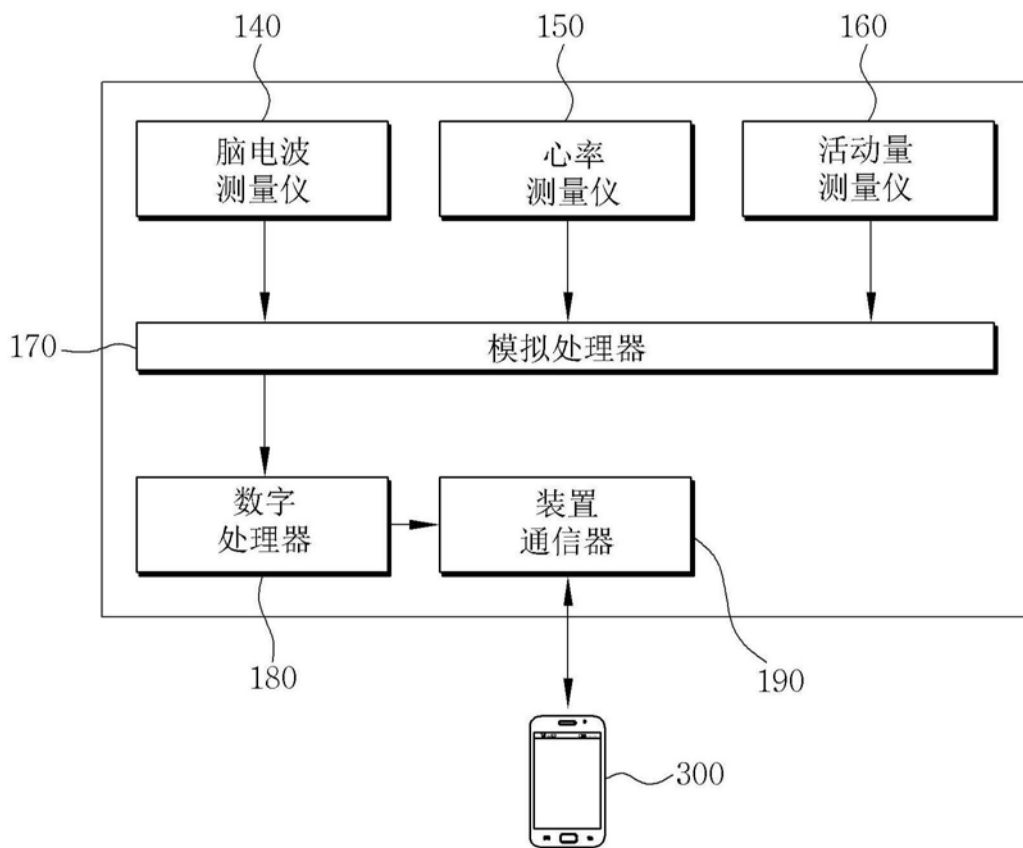 140
150
160
脑电波
测量仪
心率
测量仪
活动量
测量仪
170
模拟处理器
数字
处理器
装置
通信器
180
190
300